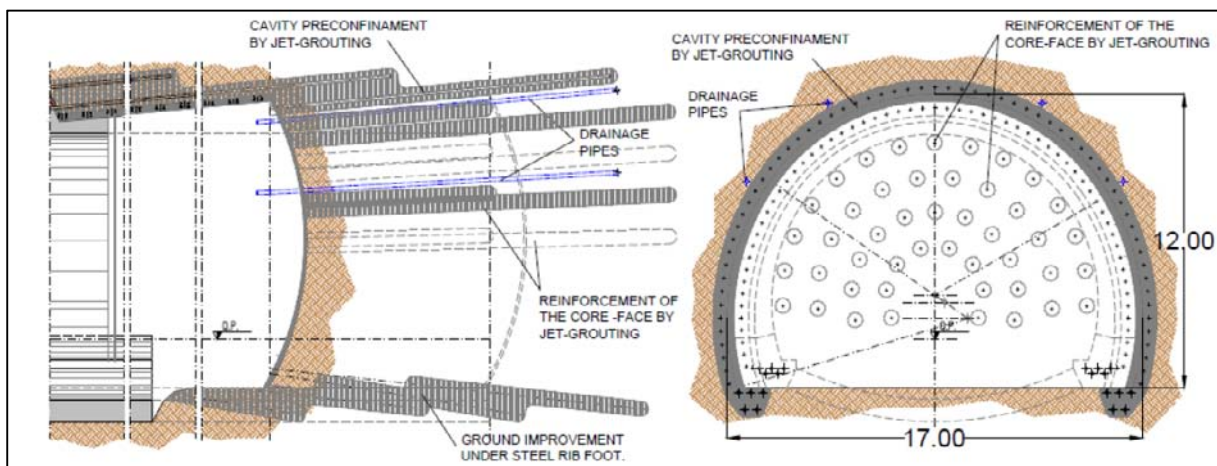 CAVITY PRECONFINAMENT
BY JET-GROUTING
DRAINAGE
PIPES
REINFORCEMENT OF
THE CORE -FACE BY
JET-GROUTING
GROUND IMPROVEMENT
UNDER STEEL RIB FOOT.
CAVITY PRECONFINAMENT
BY JET-GROUTING
REINFORCEMENT OF THE
CORE-FACE BY JET-GROUTING
DRAINAGE
PIPES
12.00
17.00